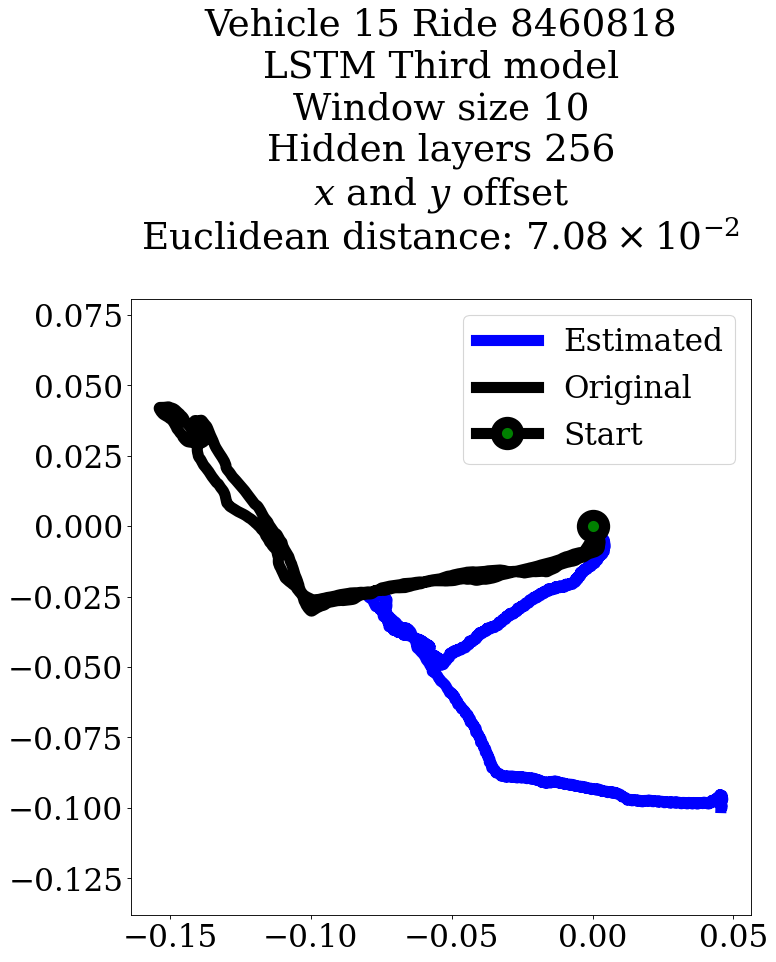 Vehicle 15 Ride 8460818
LSTM Third model
Window size 10
Hidden layers 256
x and y offset
Euclidean distance: 7.08 × 10⁻²
Estimated
Original
Start
0.075
0.050
0.025
0.000
−0.025
−0.050
−0.075
−0.100
−0.125
−0.15 −0.10 −0.05 0.00 0.05